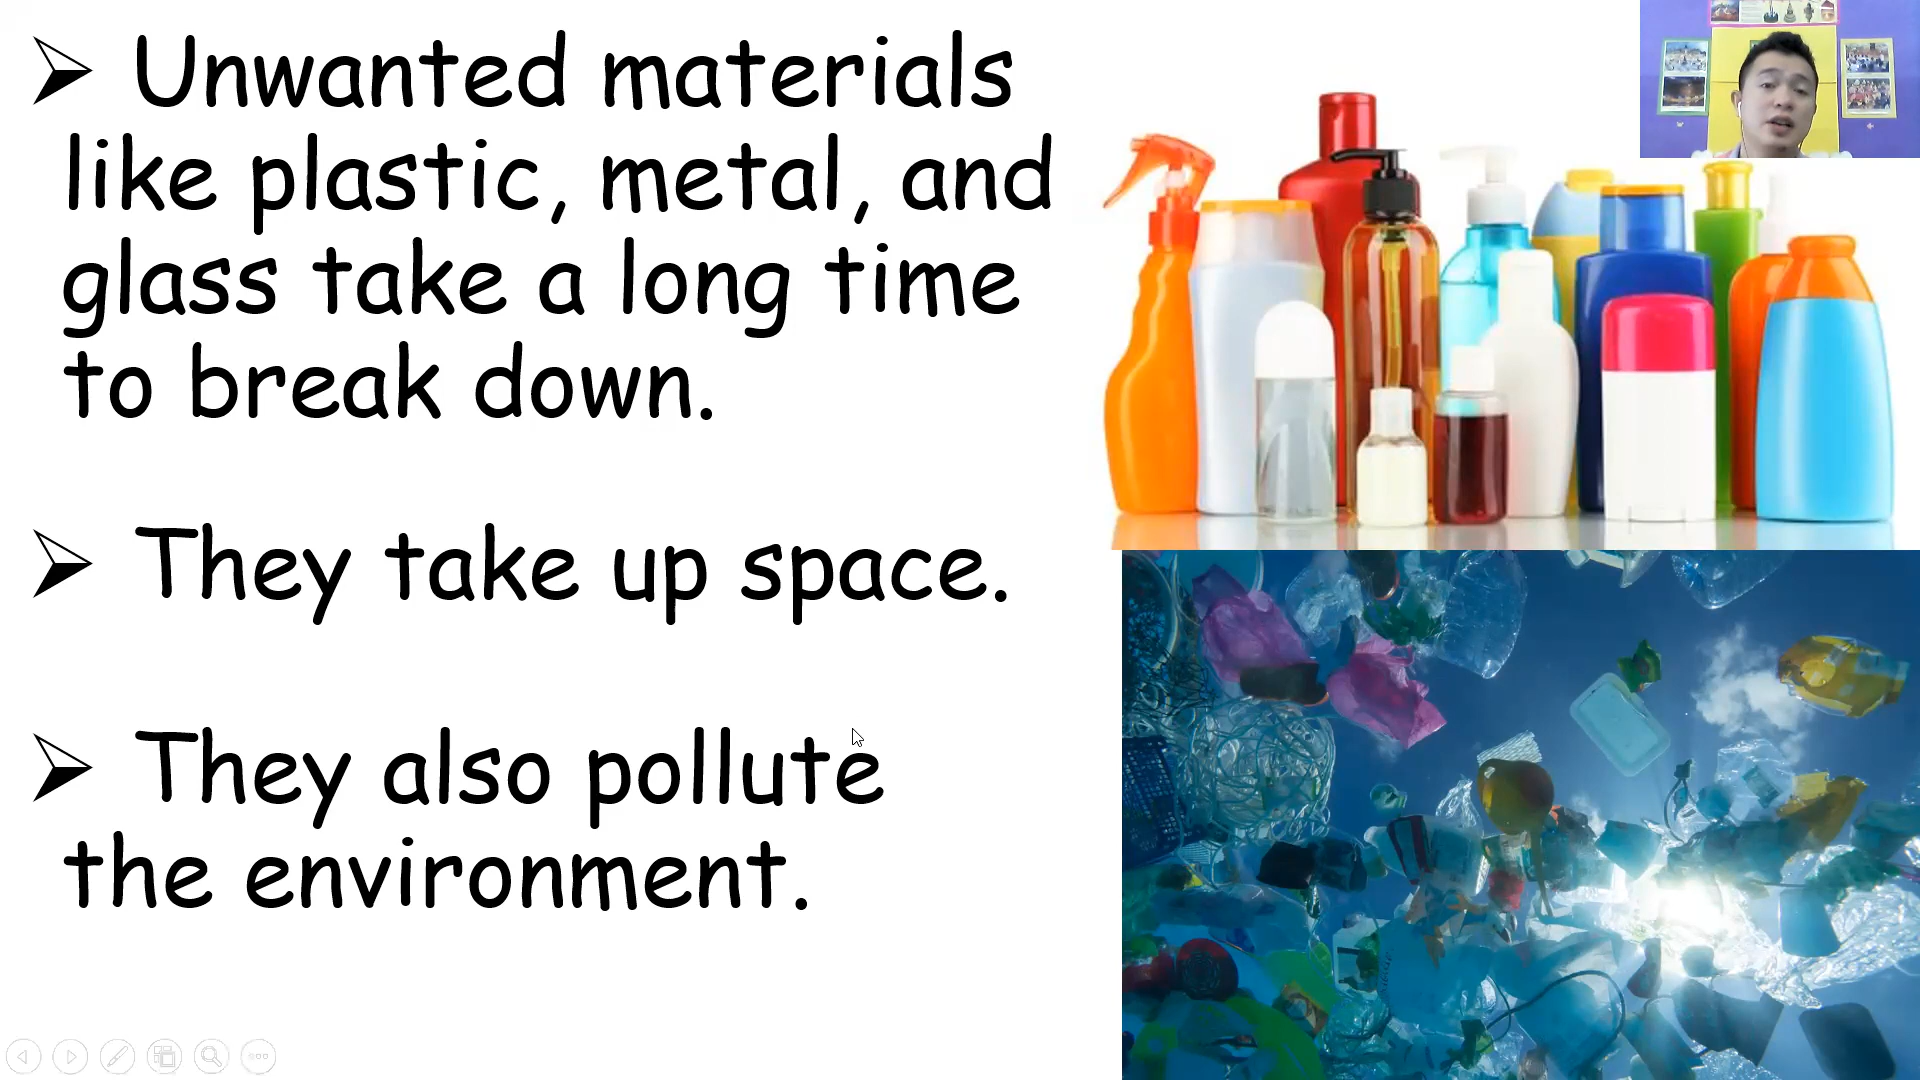 ➢ Unwanted materials
like plastic, metal, and
glass take a long time
to break down.
➢ They take up space.
➢ They also pollute
the environment.